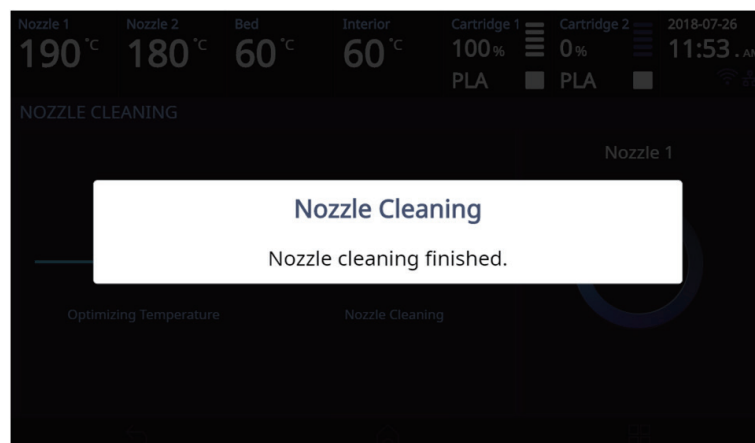 Nozzle 1 Nozzle 2 Bed Interior Cartridge 1 Cartridge 2 2018-07-26
190 °C 180 °C 60 °C 60 °C 100 % 0 % 11:53 . AM
PLA PLA
NOZZLE CLEANING
Nozzle 1
Nozzle Cleaning
Nozzle cleaning finished.
Optimizing Temperature Nozzle Cleaning